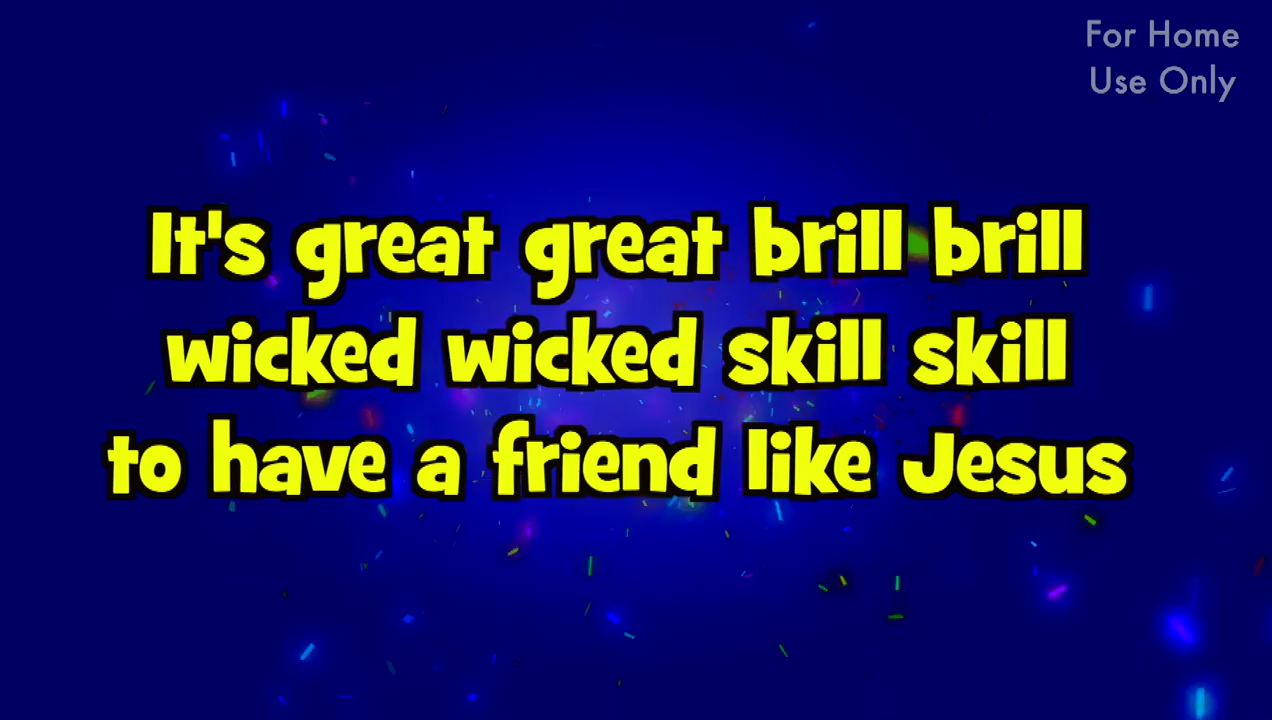 For Home
Use Only
It's great great brill brill
wicked wicked skill skill
to have a friend like Jesus